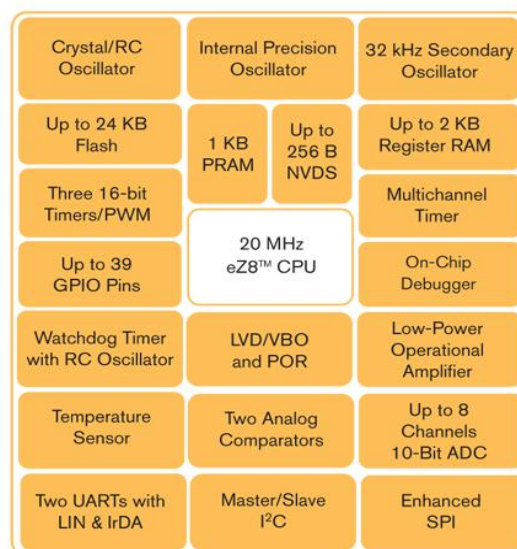 Crystal/RC
Oscillator
Internal Precision
Oscillator
32 kHz Secondary
Oscillator
Up to 24 KB
Flash
1 KB
PRAM
Up to
256 B
NVDS
Up to 2 KB
Register RAM
Three 16-bit
Timers/PWM
Multichannel
Timer
20 MHz
eZ8™ CPU
Up to 39
GPIO Pins
On-Chip
Debugger
Watchdog Timer
with RC Oscillator
LVD/VBO
and POR
Low-Power
Operational
Amplifier
Temperature
Sensor
Two Analog
Comparators
Up to 8
Channels
10-Bit ADC
Two UARTs with
LIN & IrDA
Master/Slave
I²C
Enhanced
SPI